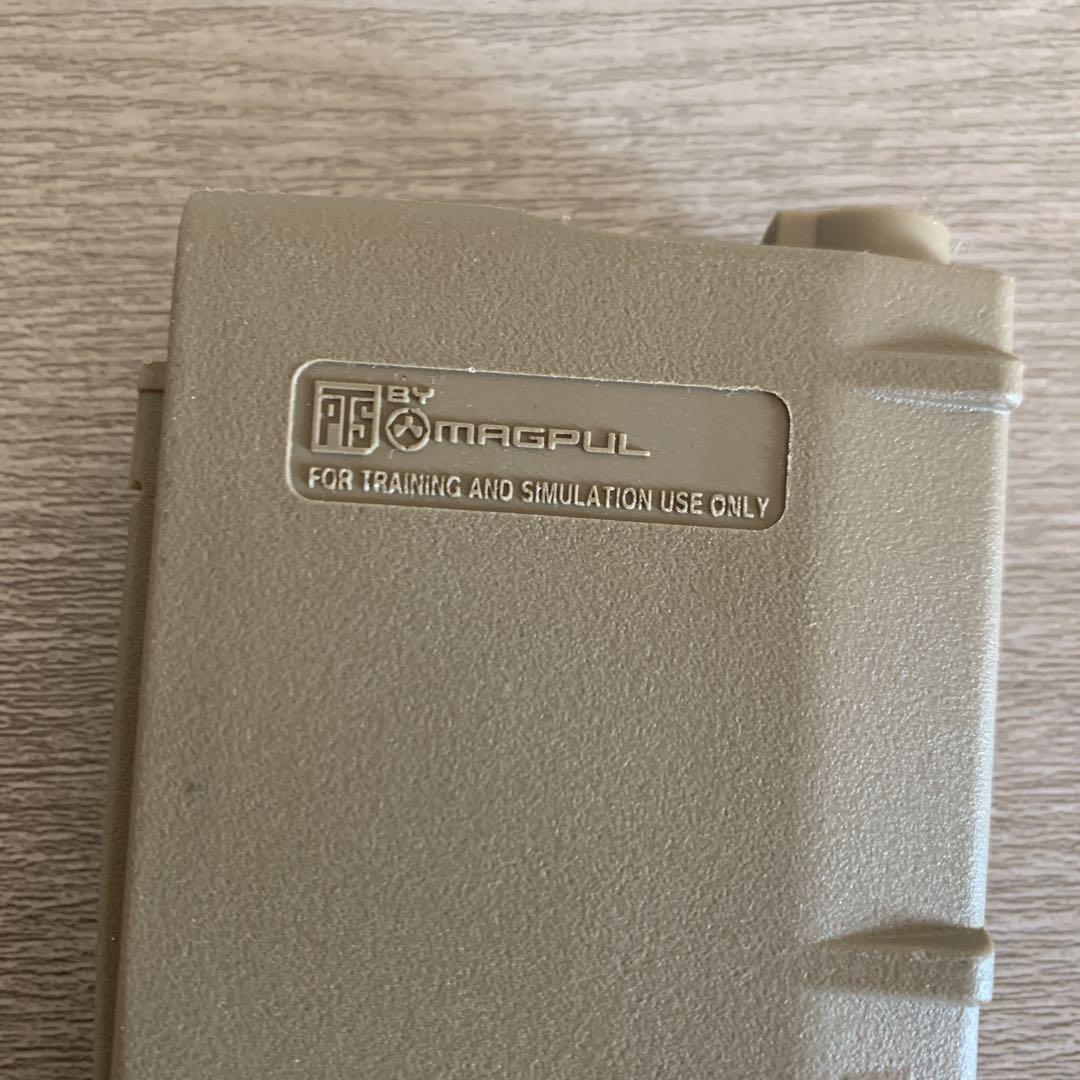 PTS BY
MAGPUL
FOR TRAINING AND SIMULATION USE ONLY